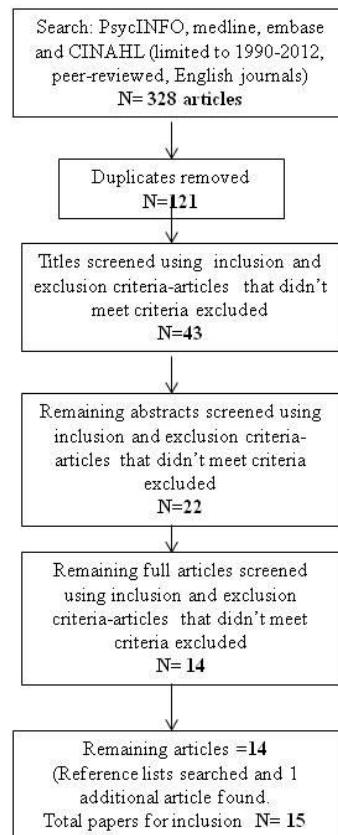 Search: PsycINFO, medline, embase
and CINAHL (limited to 1990-2012,
peer-reviewed, English journals)
N= 328 articles
Duplicates removed
N=121
Titles screened using inclusion and
exclusion criteria-articles that didn't
meet criteria excluded
N=43
Remaining abstracts screened using
inclusion and exclusion criteria-
articles that didn't meet criteria
excluded
N=22
Remaining full articles screened
using inclusion and exclusion
criteria-articles that didn't meet
criteria excluded
N= 14
Remaining articles =14
(Reference lists searched and 1
additional article found.
Total papers for inclusion N= 15